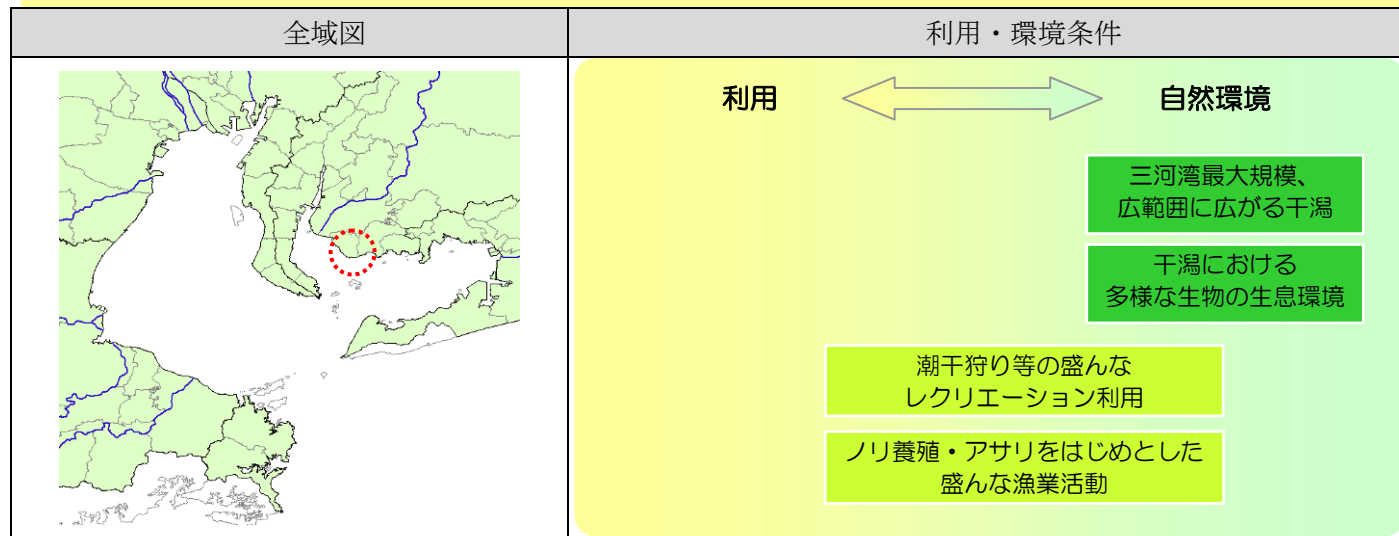 全域図
利用・環境条件
利用
自然環境
三河湾最大規模、
広範囲に広がる干潟
干潟における
多様な生物の生息環境
潮干狩り等の盛んな
レクリエーション利用
ノリ養殖・アサリをはじめとした
盛んな漁業活動